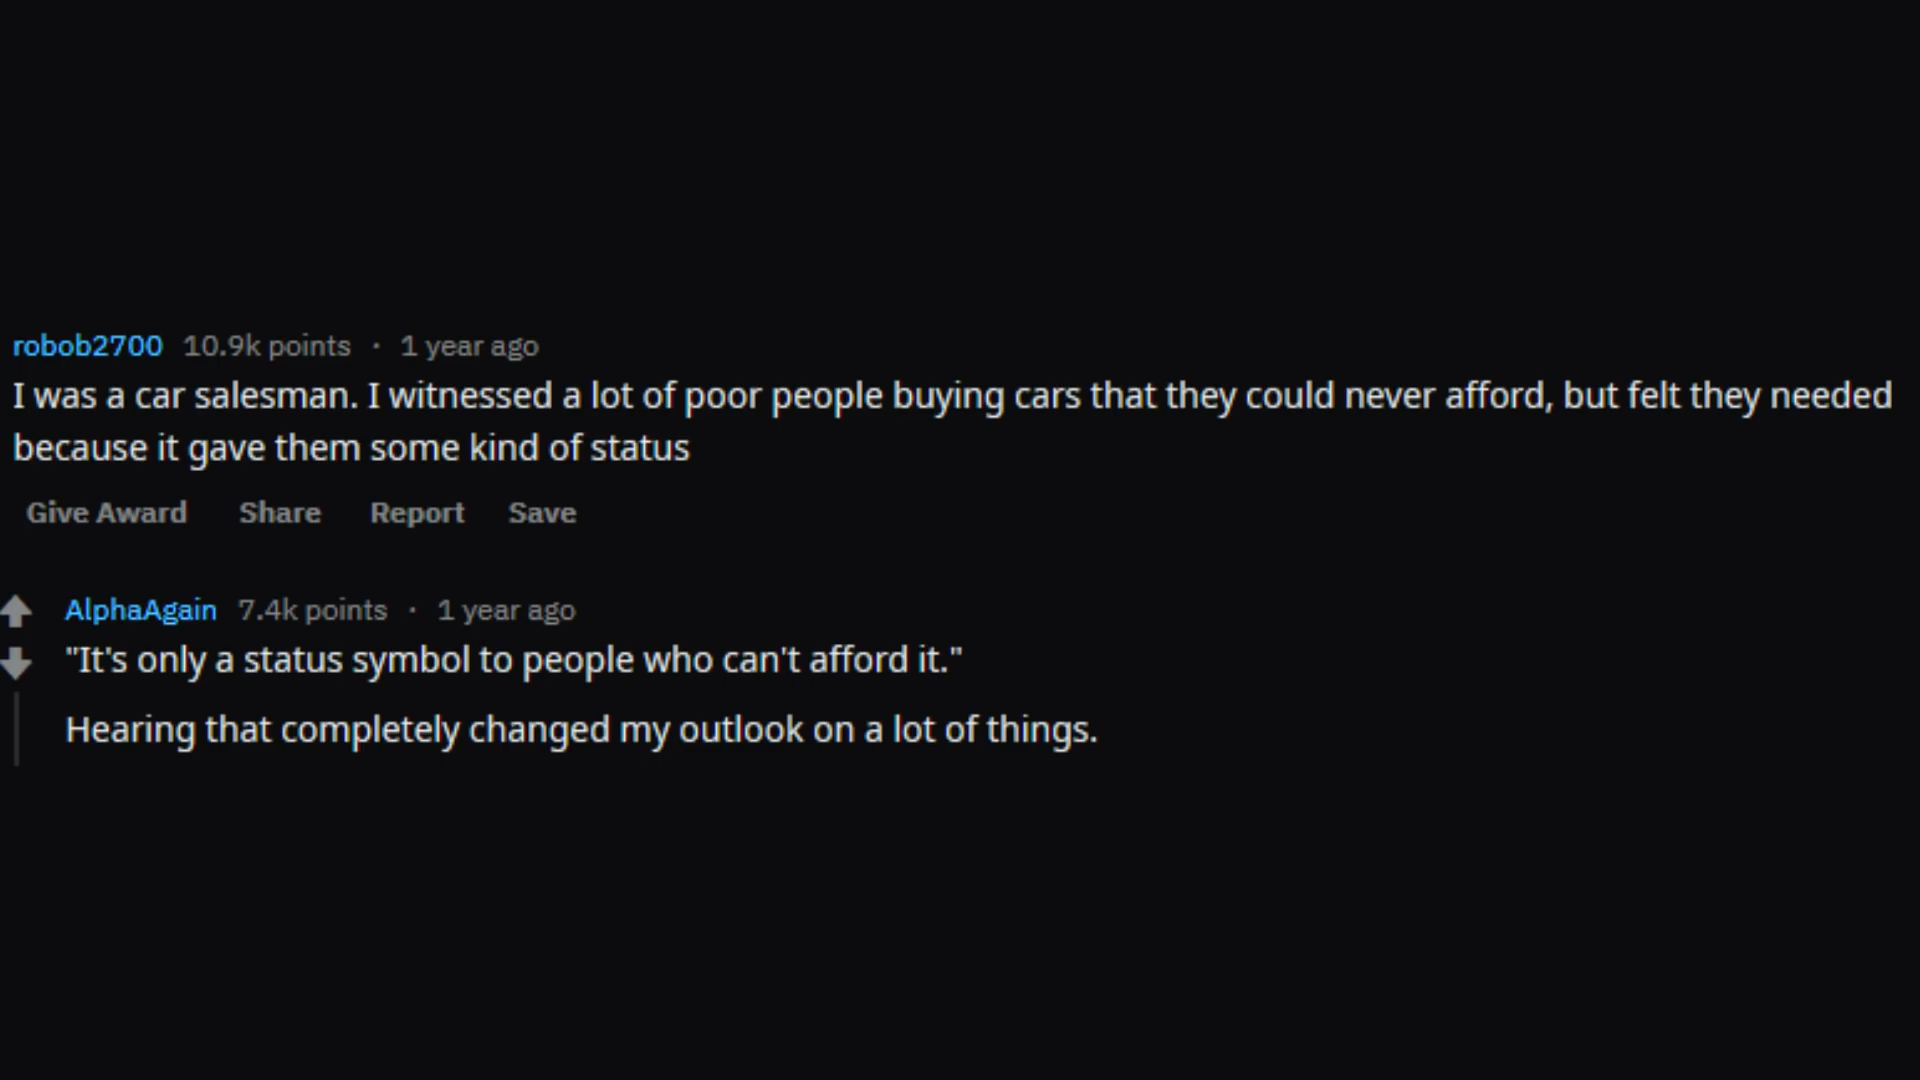 robob2700 10.9k points · 1 year ago
I was a car salesman. I witnessed a lot of poor people buying cars that they could never afford, but felt they needed
because it gave them some kind of status
Give Award Share Report Save
AlphaAgain 7.4k points · 1 year ago
"It's only a status symbol to people who can't afford it."
Hearing that completely changed my outlook on a lot of things.